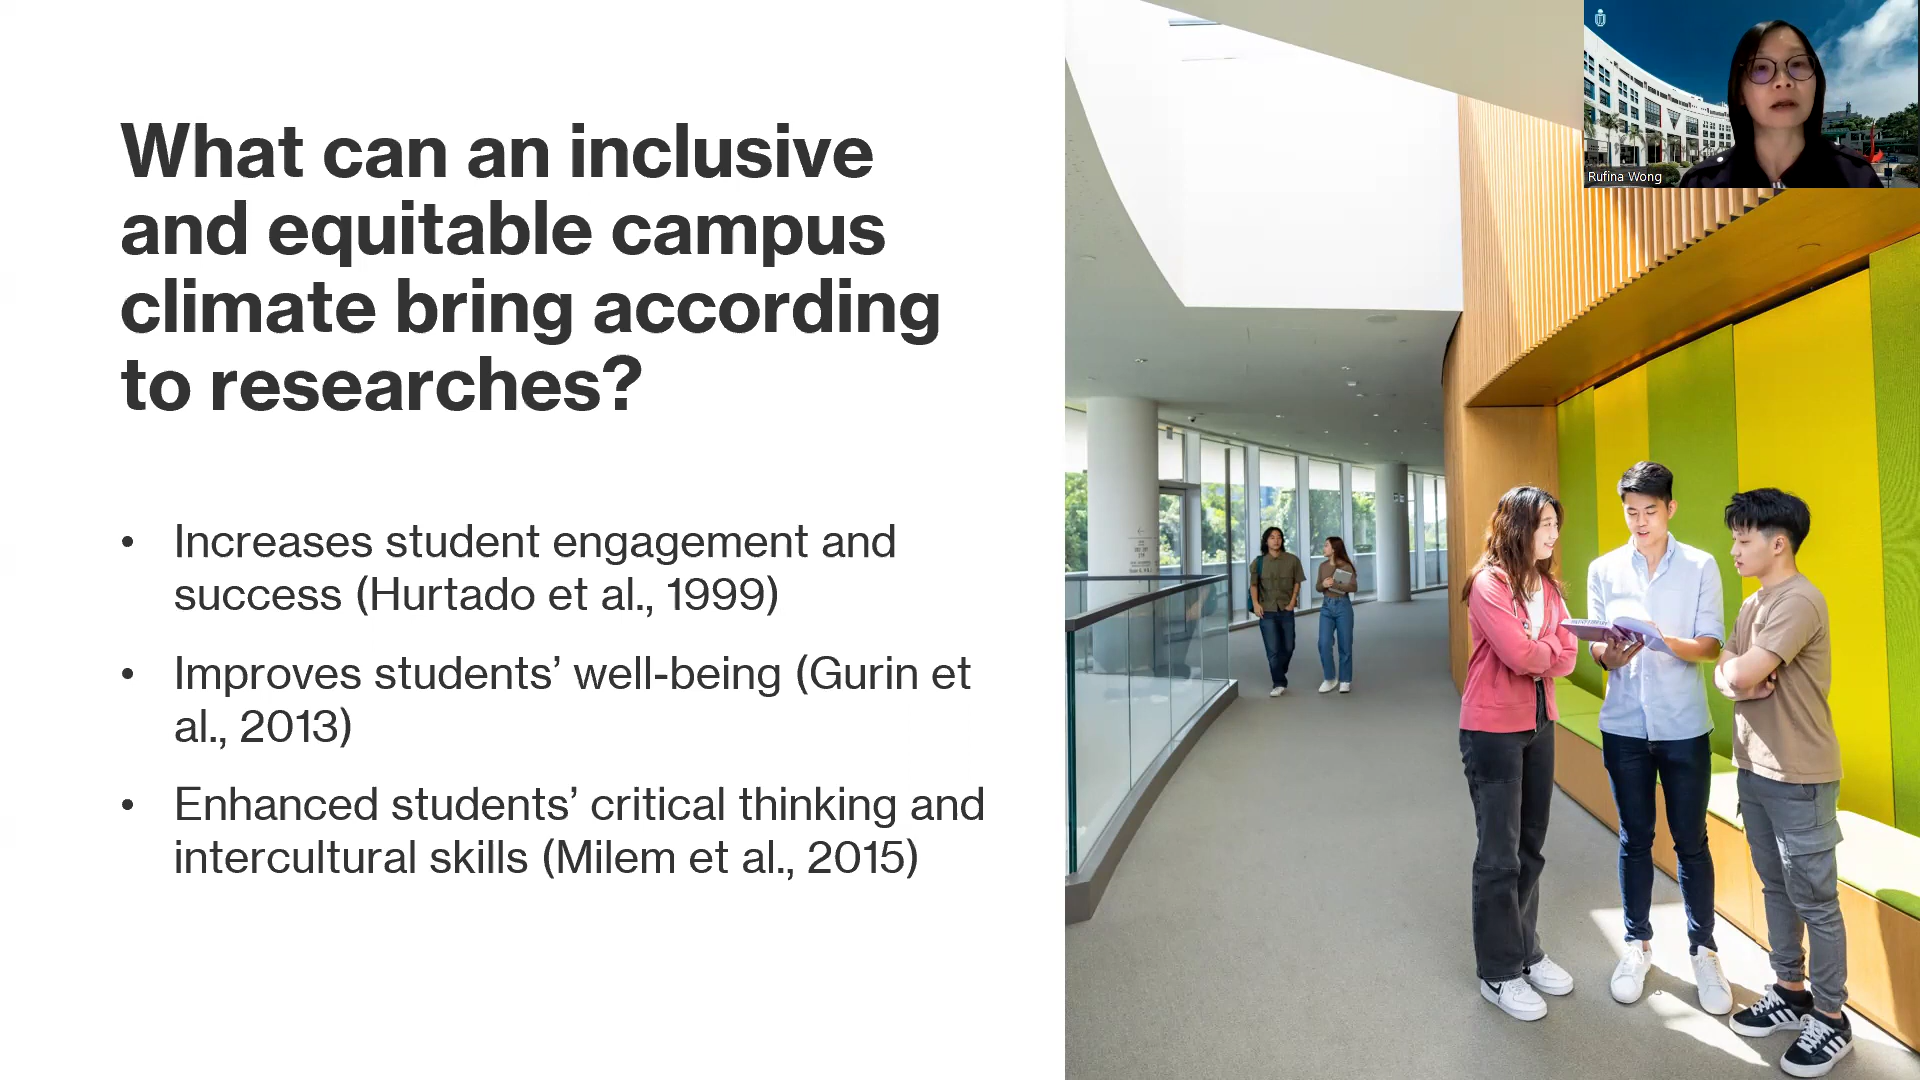 What can an inclusive
and equitable campus
climate bring according
to researches?
• Increases student engagement and
success (Hurtado et al., 1999)
• Improves students’ well-being (Gurin et
al., 2013)
• Enhanced students’ critical thinking and
intercultural skills (Milem et al., 2015)
Rufina Wong